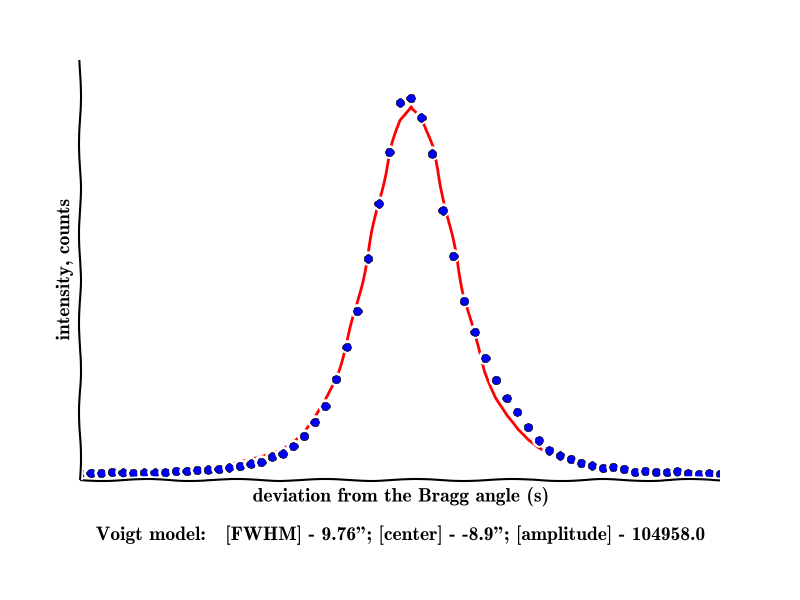 intensity, counts
deviation from the Bragg angle (s)
Voigt model: [FWHM] - 9.76”; [center] - -8.9”; [amplitude] - 104958.0